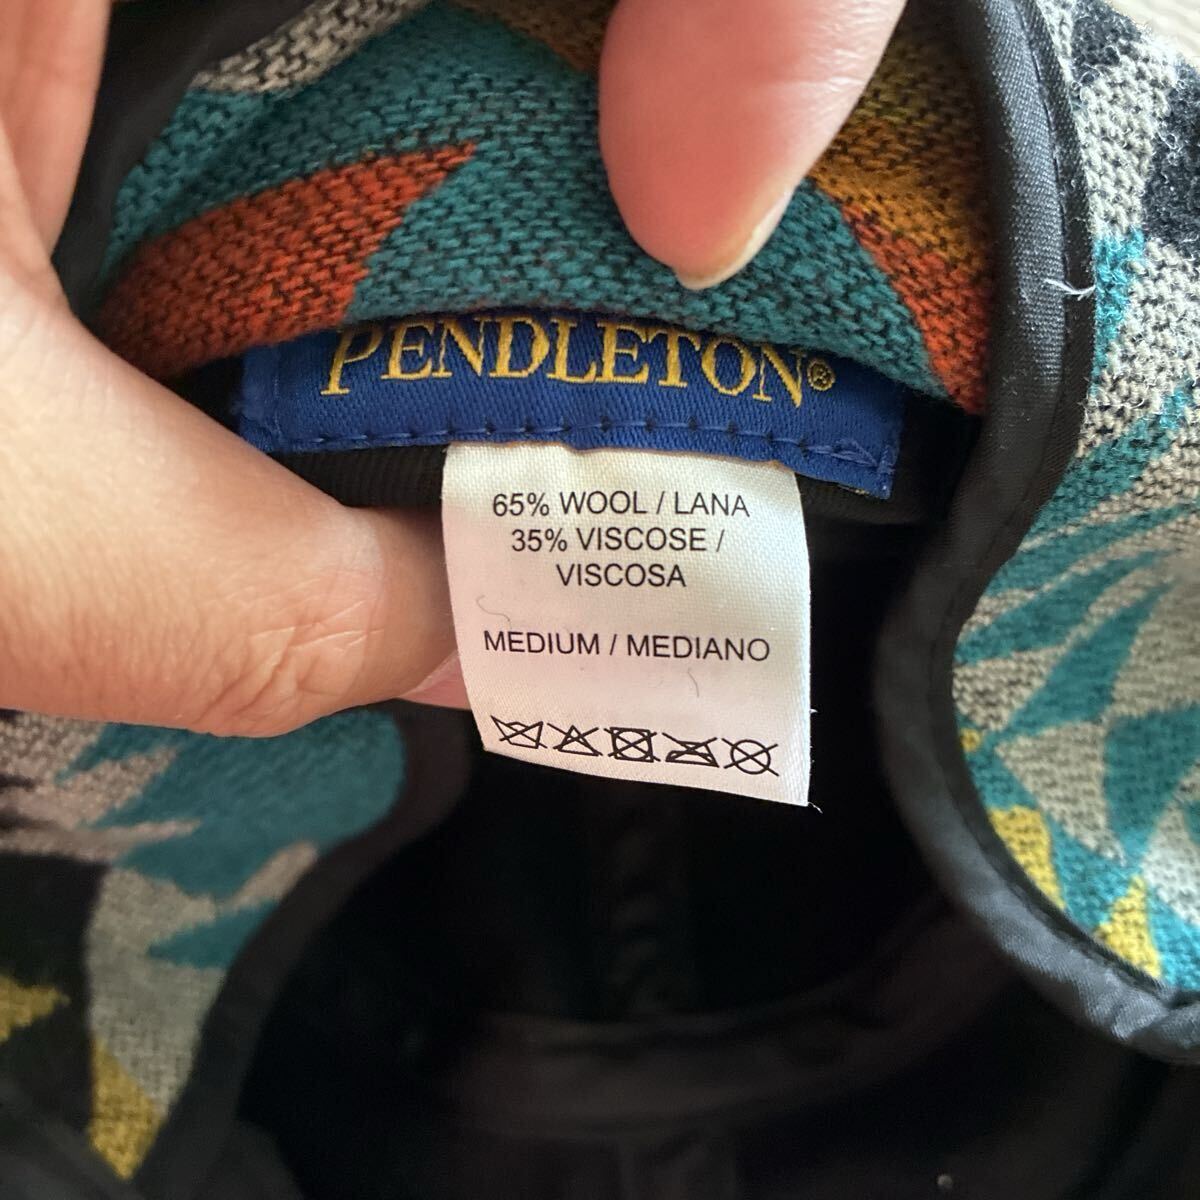 PENDLETON®
65% WOOL / LANA
35% VISCOSE /
VISCOSA
MEDIUM / MEDIANO